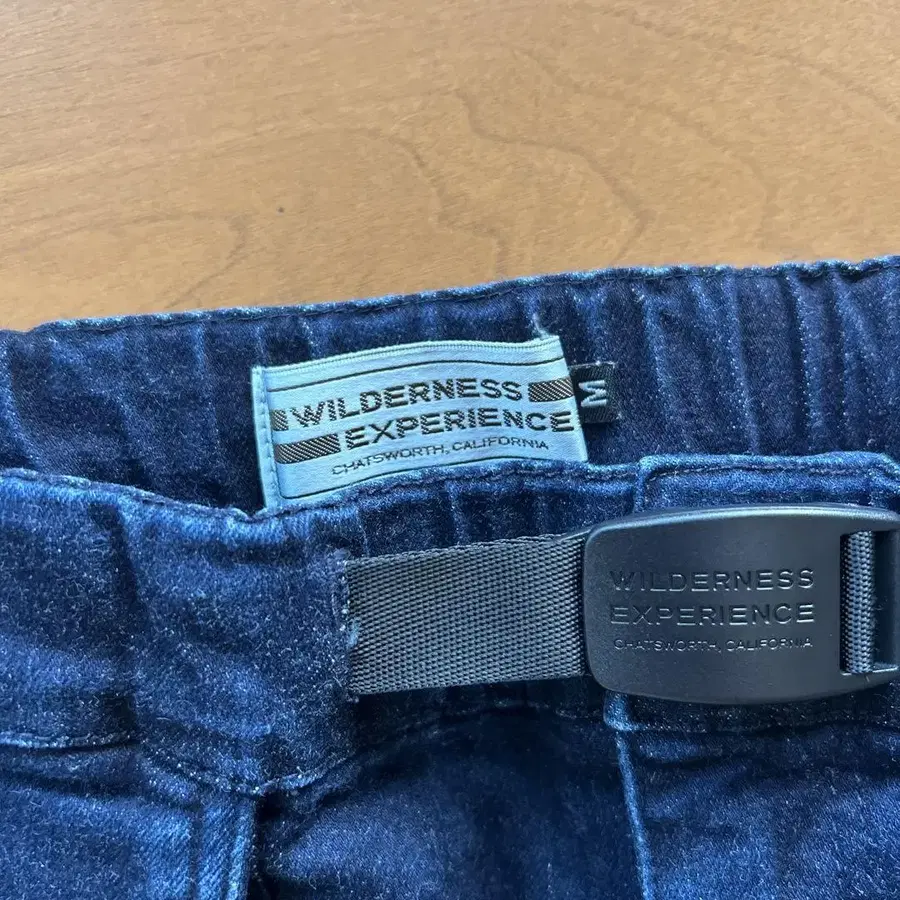 WILDERNESS
EXPERIENCE
CHATSWORTH, CALIFORNIA
M
WILDERNESS
EXPERIENCE
CHATSWORTH, CALIFORNIA